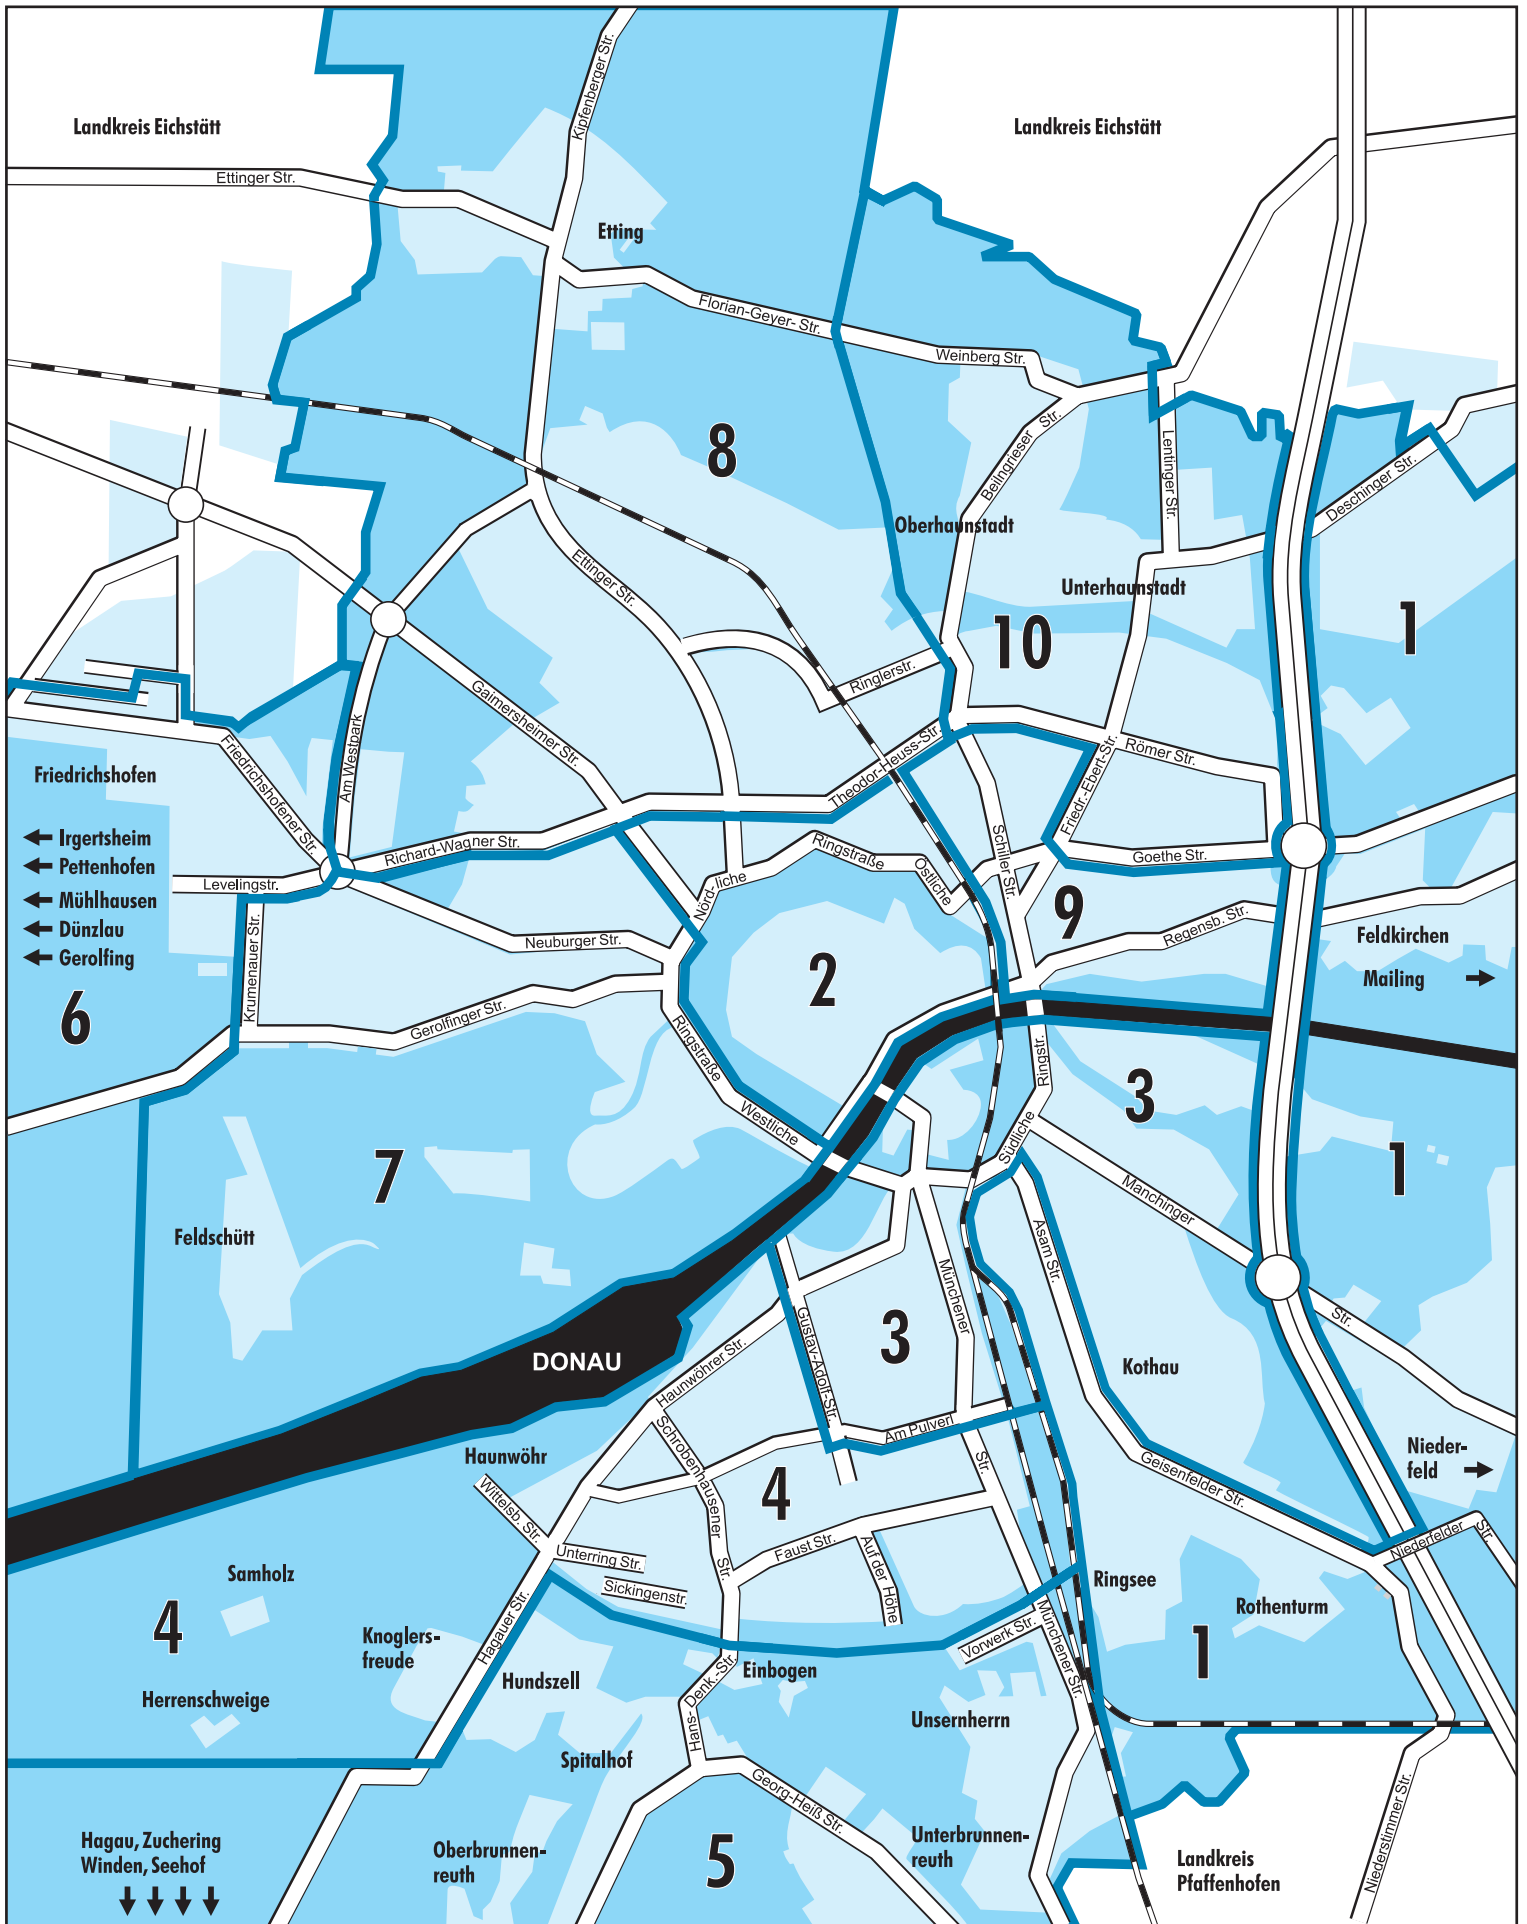 Landkreis Eichstätt
Landkreis Eichstätt
Kipfenberger Str.
Ettinger Str.
Etting
Florian-Geyer- Str.
Weinberg Str.
8
Beilngrieser Str.
Lentinger Str.
Deschinger Str.
Oberhaunstadt
Ettinger Str.
Unterhaunstadt
10
1
Ringlerstr.
Gaimersheimer Str.
Am Westpark
Friedrichshofener Str.
Theodor-Heuss-Str.
Römer Str.
Friedr.-Ebert-Str.
Friedrichshofen
Irgertsheim
Pettenhofen
Mühlhausen
Dünzlau
Gerolfing
6
Richard-Wagner Str.
Levelingstr.
Krumenauer Str.
Neuburger Str.
Gerolfinger Str.
Nörd-liche
Ringstraße
Östliche
Schiller Str.
Goethe Str.
9
Regensb. Str.
Feldkirchen
Mailing
2
Ringstraße
Westliche
Ringstr.
Südliche
3
Manchinger
Str.
1
7
Feldschütt
Asam Str.
Münchener
Str.
Gustav-Adolf-Str.
3
DONAU
Haunwöhrer Str.
Kothau
Am Pulverl
Schrobenhausener
Str.
Haunwöhr
4
Nieder-
feld
Geisenfelder Str.
Wittelsb. Str.
Unterring Str.
Sickingenstr.
Faust Str.
Auf der Höhe
Niederfelder
Str.
Samholz
4
Hagauer Str.
Ringsee
Rothenturm
Knoglers-
freude
Hundszell
Herrenschweige
Hans- Denk.-Str.
Einbogen
Vorwerk Str.
Münchener Str.
1
Unsernherrn
Spitalhof
Georg-Heiß Str.
Niederstimmer Str.
Hagau, Zuchering
Winden, Seehof
Oberbrunnen-
reuth
5
Unterbrunnen-
reuth
Landkreis
Pfaffenhofen